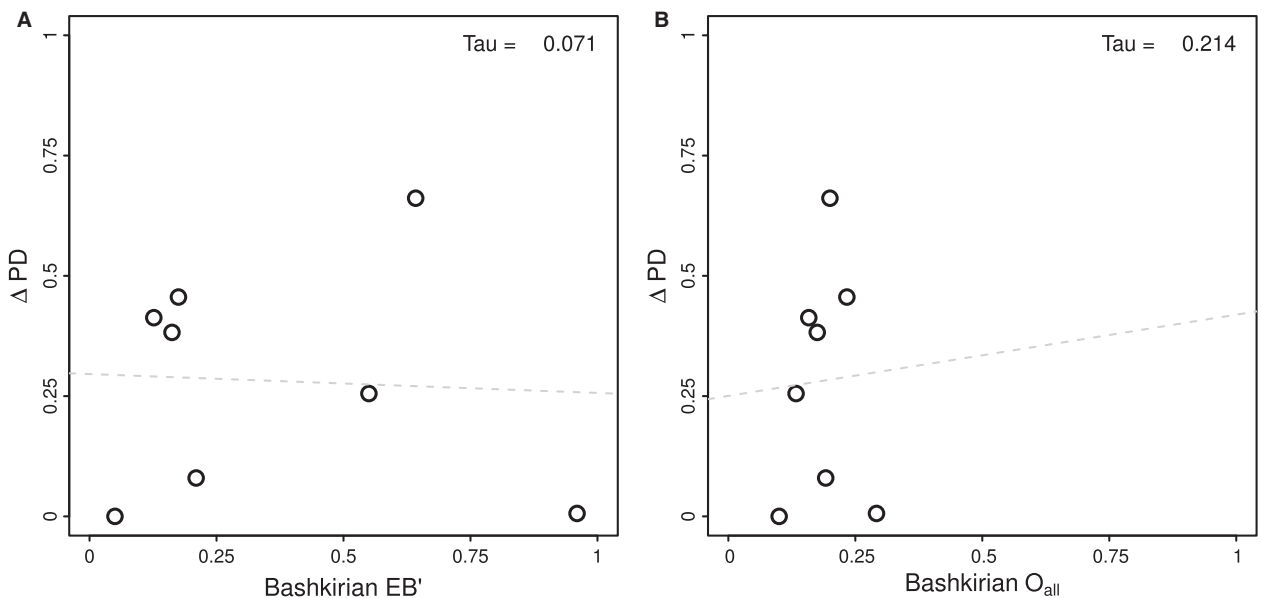 A
Tau = 0.071
1
0.75
0.5
0.25
0
Δ PD
0 0.25 0.5 0.75 1
Bashkirian EB'
B
Tau = 0.214
1
0.75
0.5
0.25
0
Δ PD
0 0.25 0.5 0.75 1
Bashkirian Oall